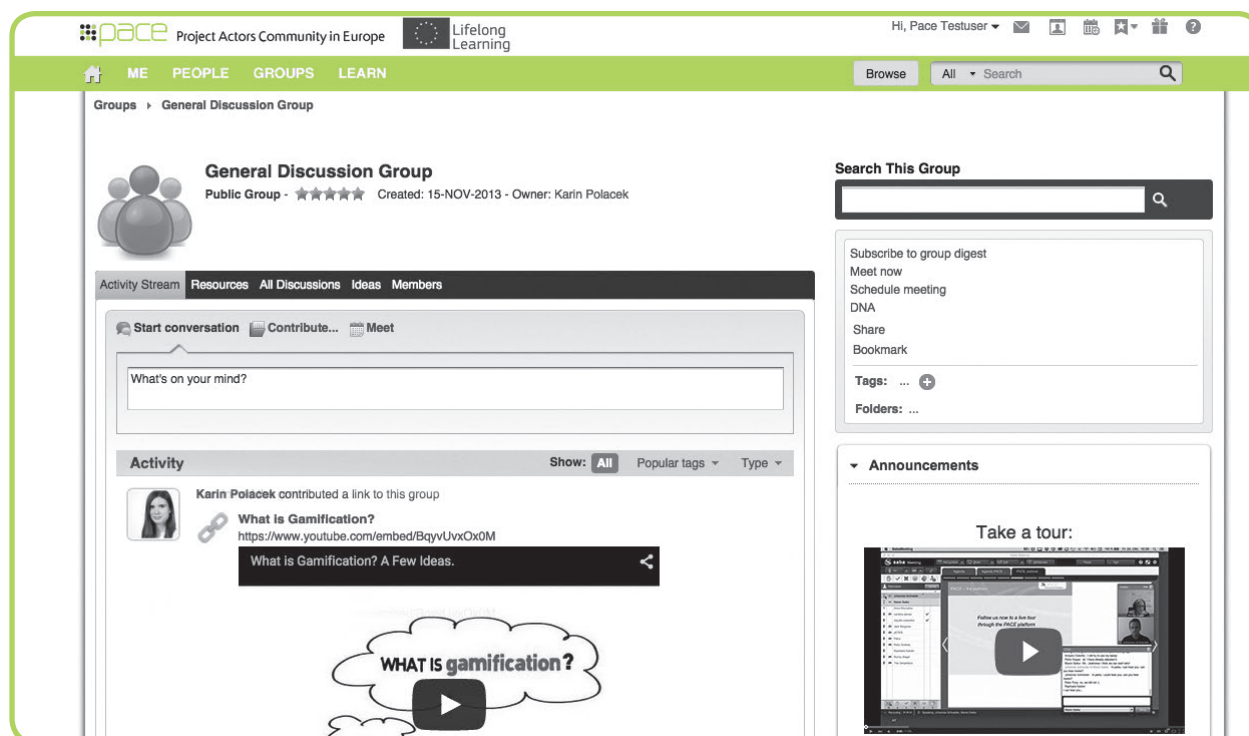 pace Project Actors Community in Europe
Lifelong
Learning
Hi, Pace Testuser
ME PEOPLE GROUPS LEARN
Browse All Search
Groups General Discussion Group
General Discussion Group
Public Group - Created: 15-NOV-2013 - Owner: Karin Polacek
Activity Stream Resources All Discussions Ideas Members
Start conversation Contribute... Meet
What's on your mind?
Activity Show: All Popular tags Type
Karin Polacek contributed a link to this group
What is Gamification?
https://www.youtube.com/embed/BqyvUvxOx0M
What is Gamification? A Few Ideas.
WHAT IS gamification?
Search This Group
Subscribe to group digest
Meet now
Schedule meeting
DNA
Share
Bookmark
Tags: ...
Folders: ...
Announcements
Take a tour:
Follow us now to a live tour
through the PACE platform